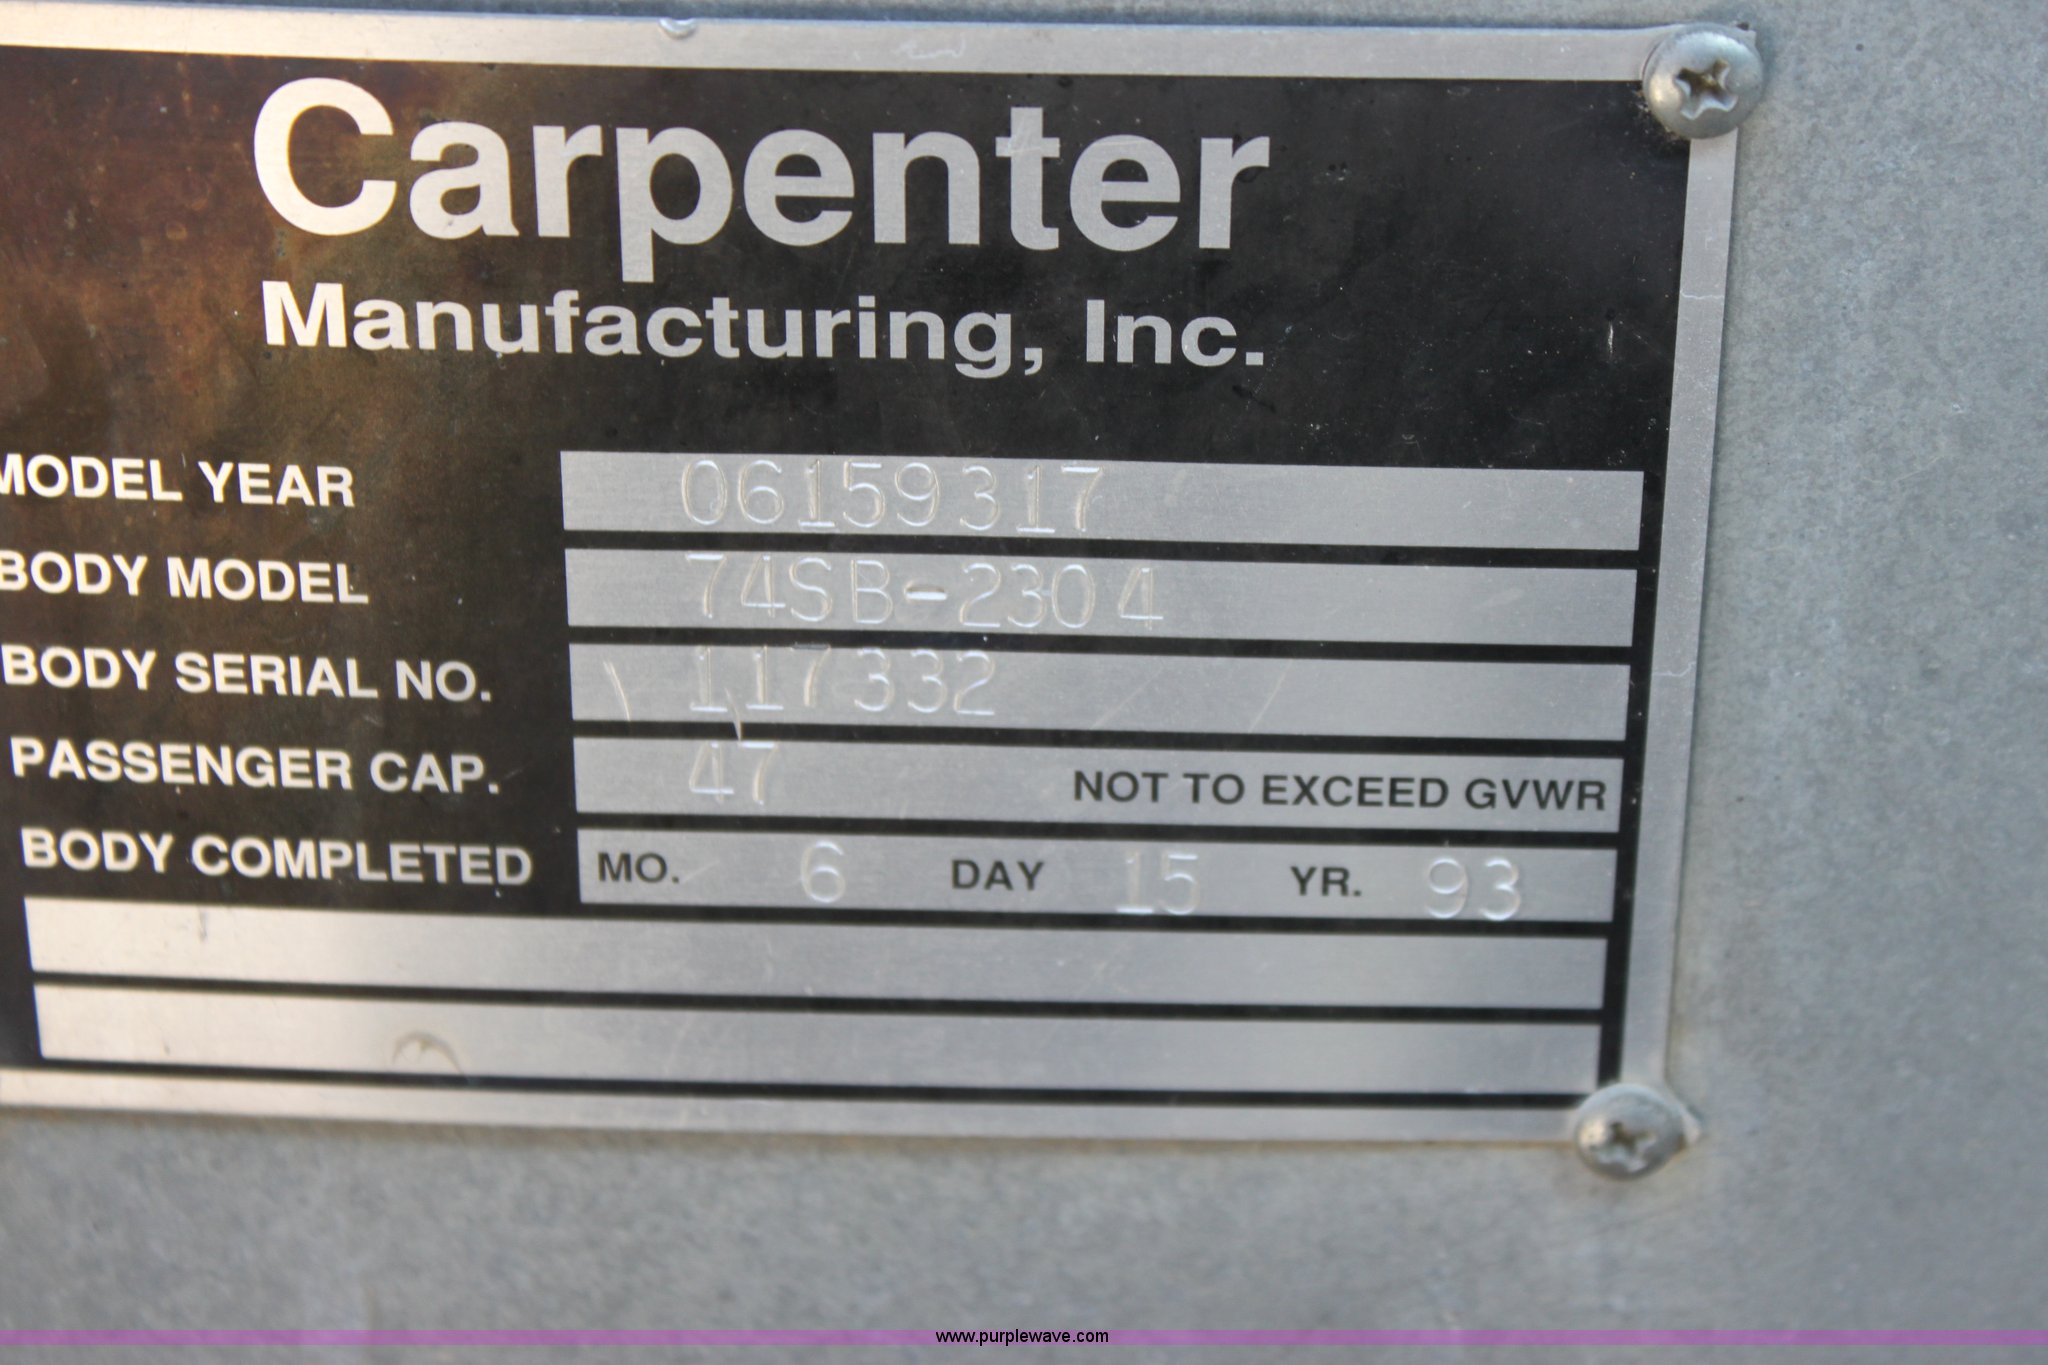 Carpenter
Manufacturing, Inc.
MODEL YEAR 06159317
BODY MODEL 74SB-2304
BODY SERIAL NO. 117332
PASSENGER CAP. 47 NOT TO EXCEED GVWR
BODY COMPLETED MO. 6 DAY 15 YR. 93
www.purplewave.com